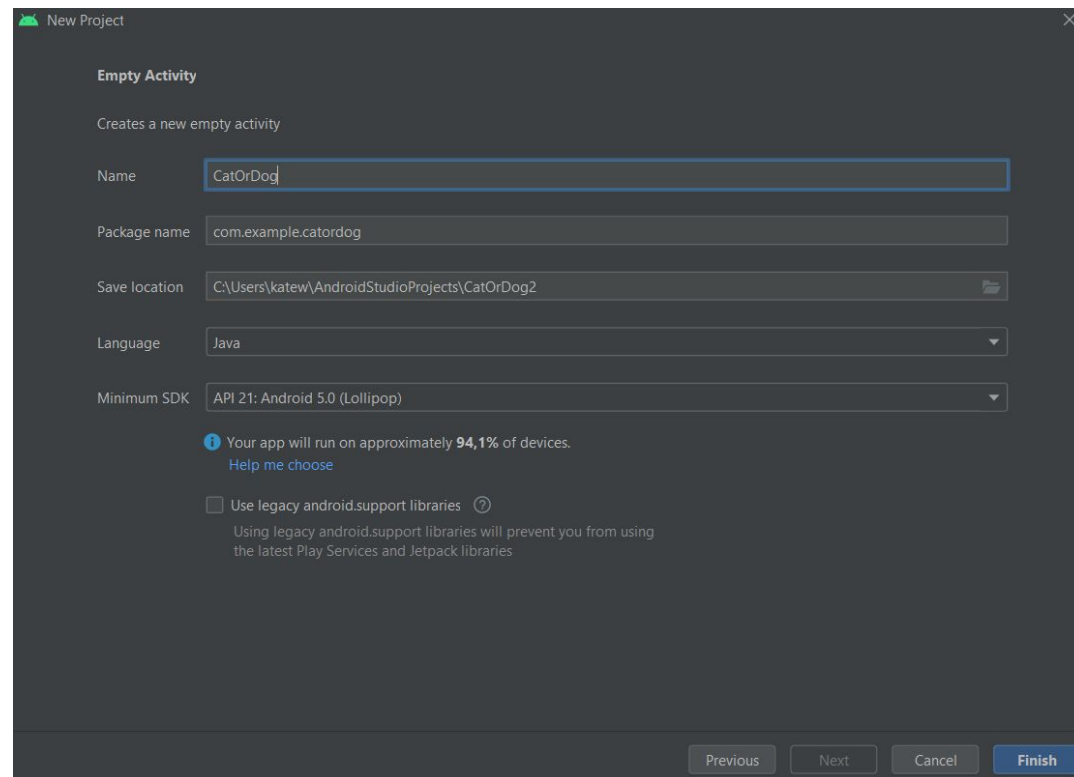 New Project
Empty Activity
Creates a new empty activity
Name CatOrDog
Package name com.example.catordog
Save location C:\Users\katew\AndroidStudioProjects\CatOrDog2
Language Java
Minimum SDK API 21: Android 5.0 (Lollipop)
Your app will run on approximately 94,1% of devices.
Help me choose
Use legacy android.support libraries
Using legacy android.support libraries will prevent you from using
the latest Play Services and Jetpack libraries
Previous Next Cancel Finish